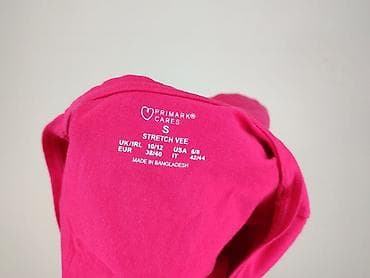 PRIMARK®
CARES
S
STRETCH VEE
UK/IRL 10/12 USA 6/8
EUR 38/40 IT 42/44
MADE IN BANGLADESH